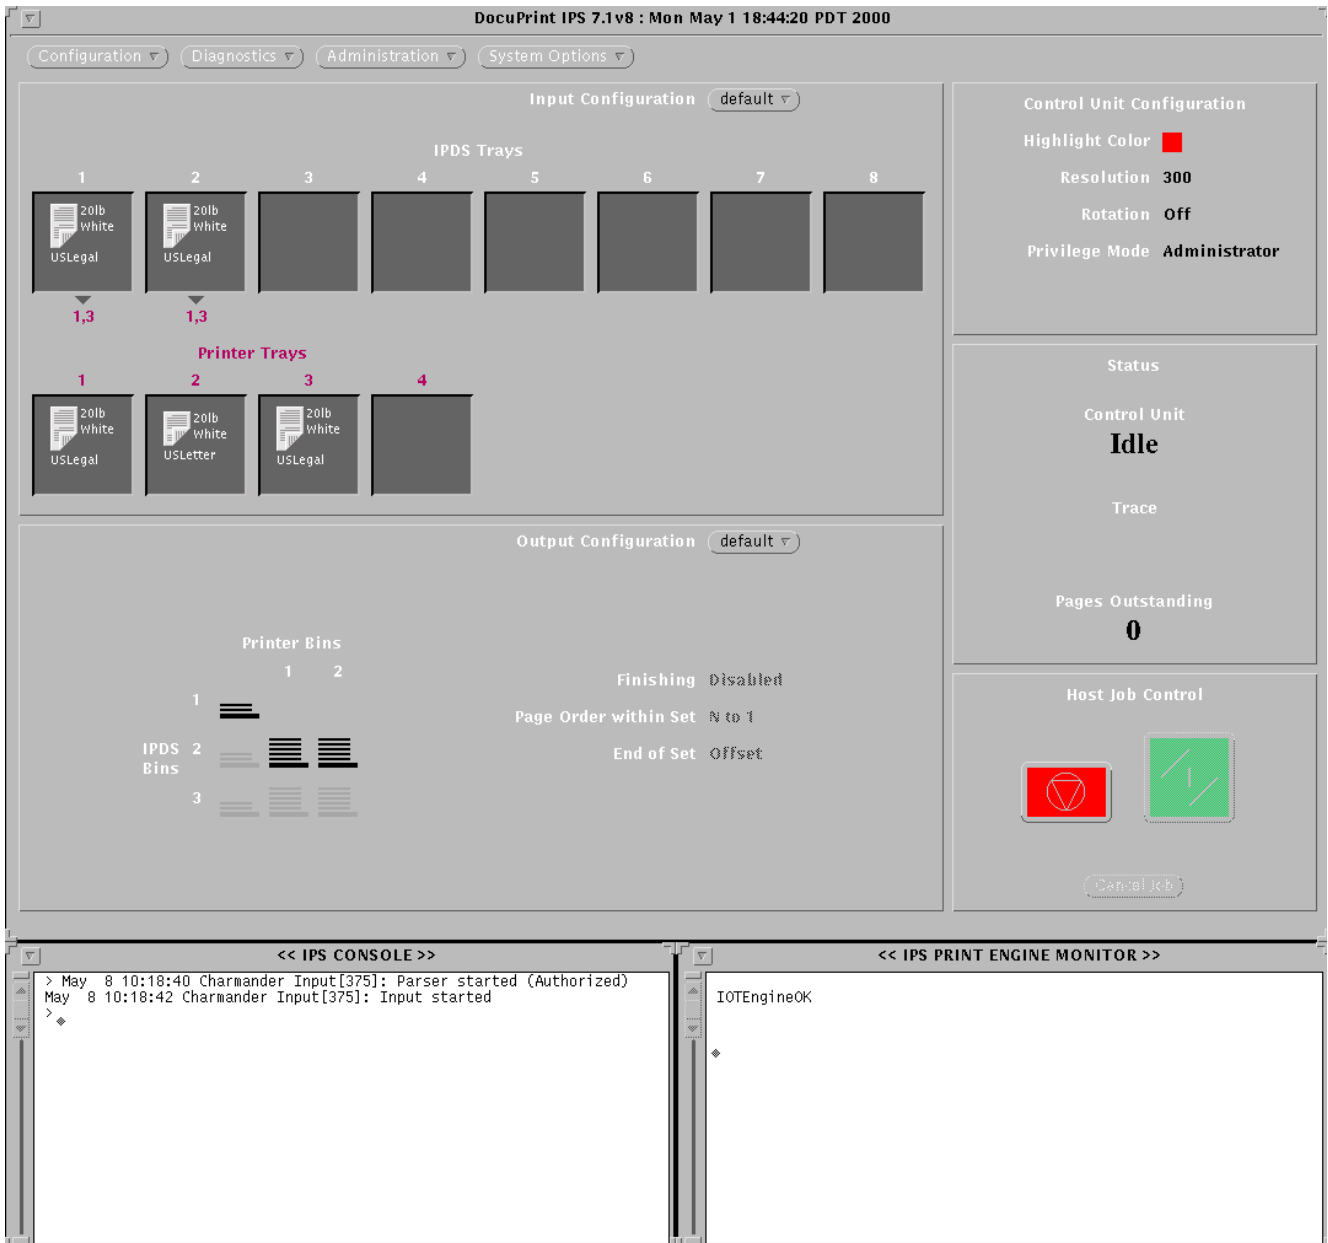 DocuPrint IPS 7.1v8 : Mon May 1 18:44:20 PDT 2000
Configuration Diagnostics Administration System Options
Input Configuration default
IPDS Trays
1 2 3 4 5 6 7 8
20lb White USLegal
20lb White USLegal
1,3 1,3
Printer Trays
1 2 3 4
20lb White USLegal
20lb White USLetter
20lb White USLegal
Output Configuration default
Printer Bins
1 2
1
IPDS Bins
2
3
Finishing Disabled
Page Order within Set N to 1
End of Set Offset
Control Unit Configuration
Highlight Color
Resolution 300
Rotation Off
Privilege Mode Administrator
Status
Control Unit
Idle
Trace
Pages Outstanding
0
Host Job Control
Cancel Job
<< IPS CONSOLE >>
> May  8 10:18:40 Charmander Input[375]: Parser started (Authorized)
May  8 10:18:42 Charmander Input[375]: Input started
>
<< IPS PRINT ENGINE MONITOR >>
IOTEngineOK